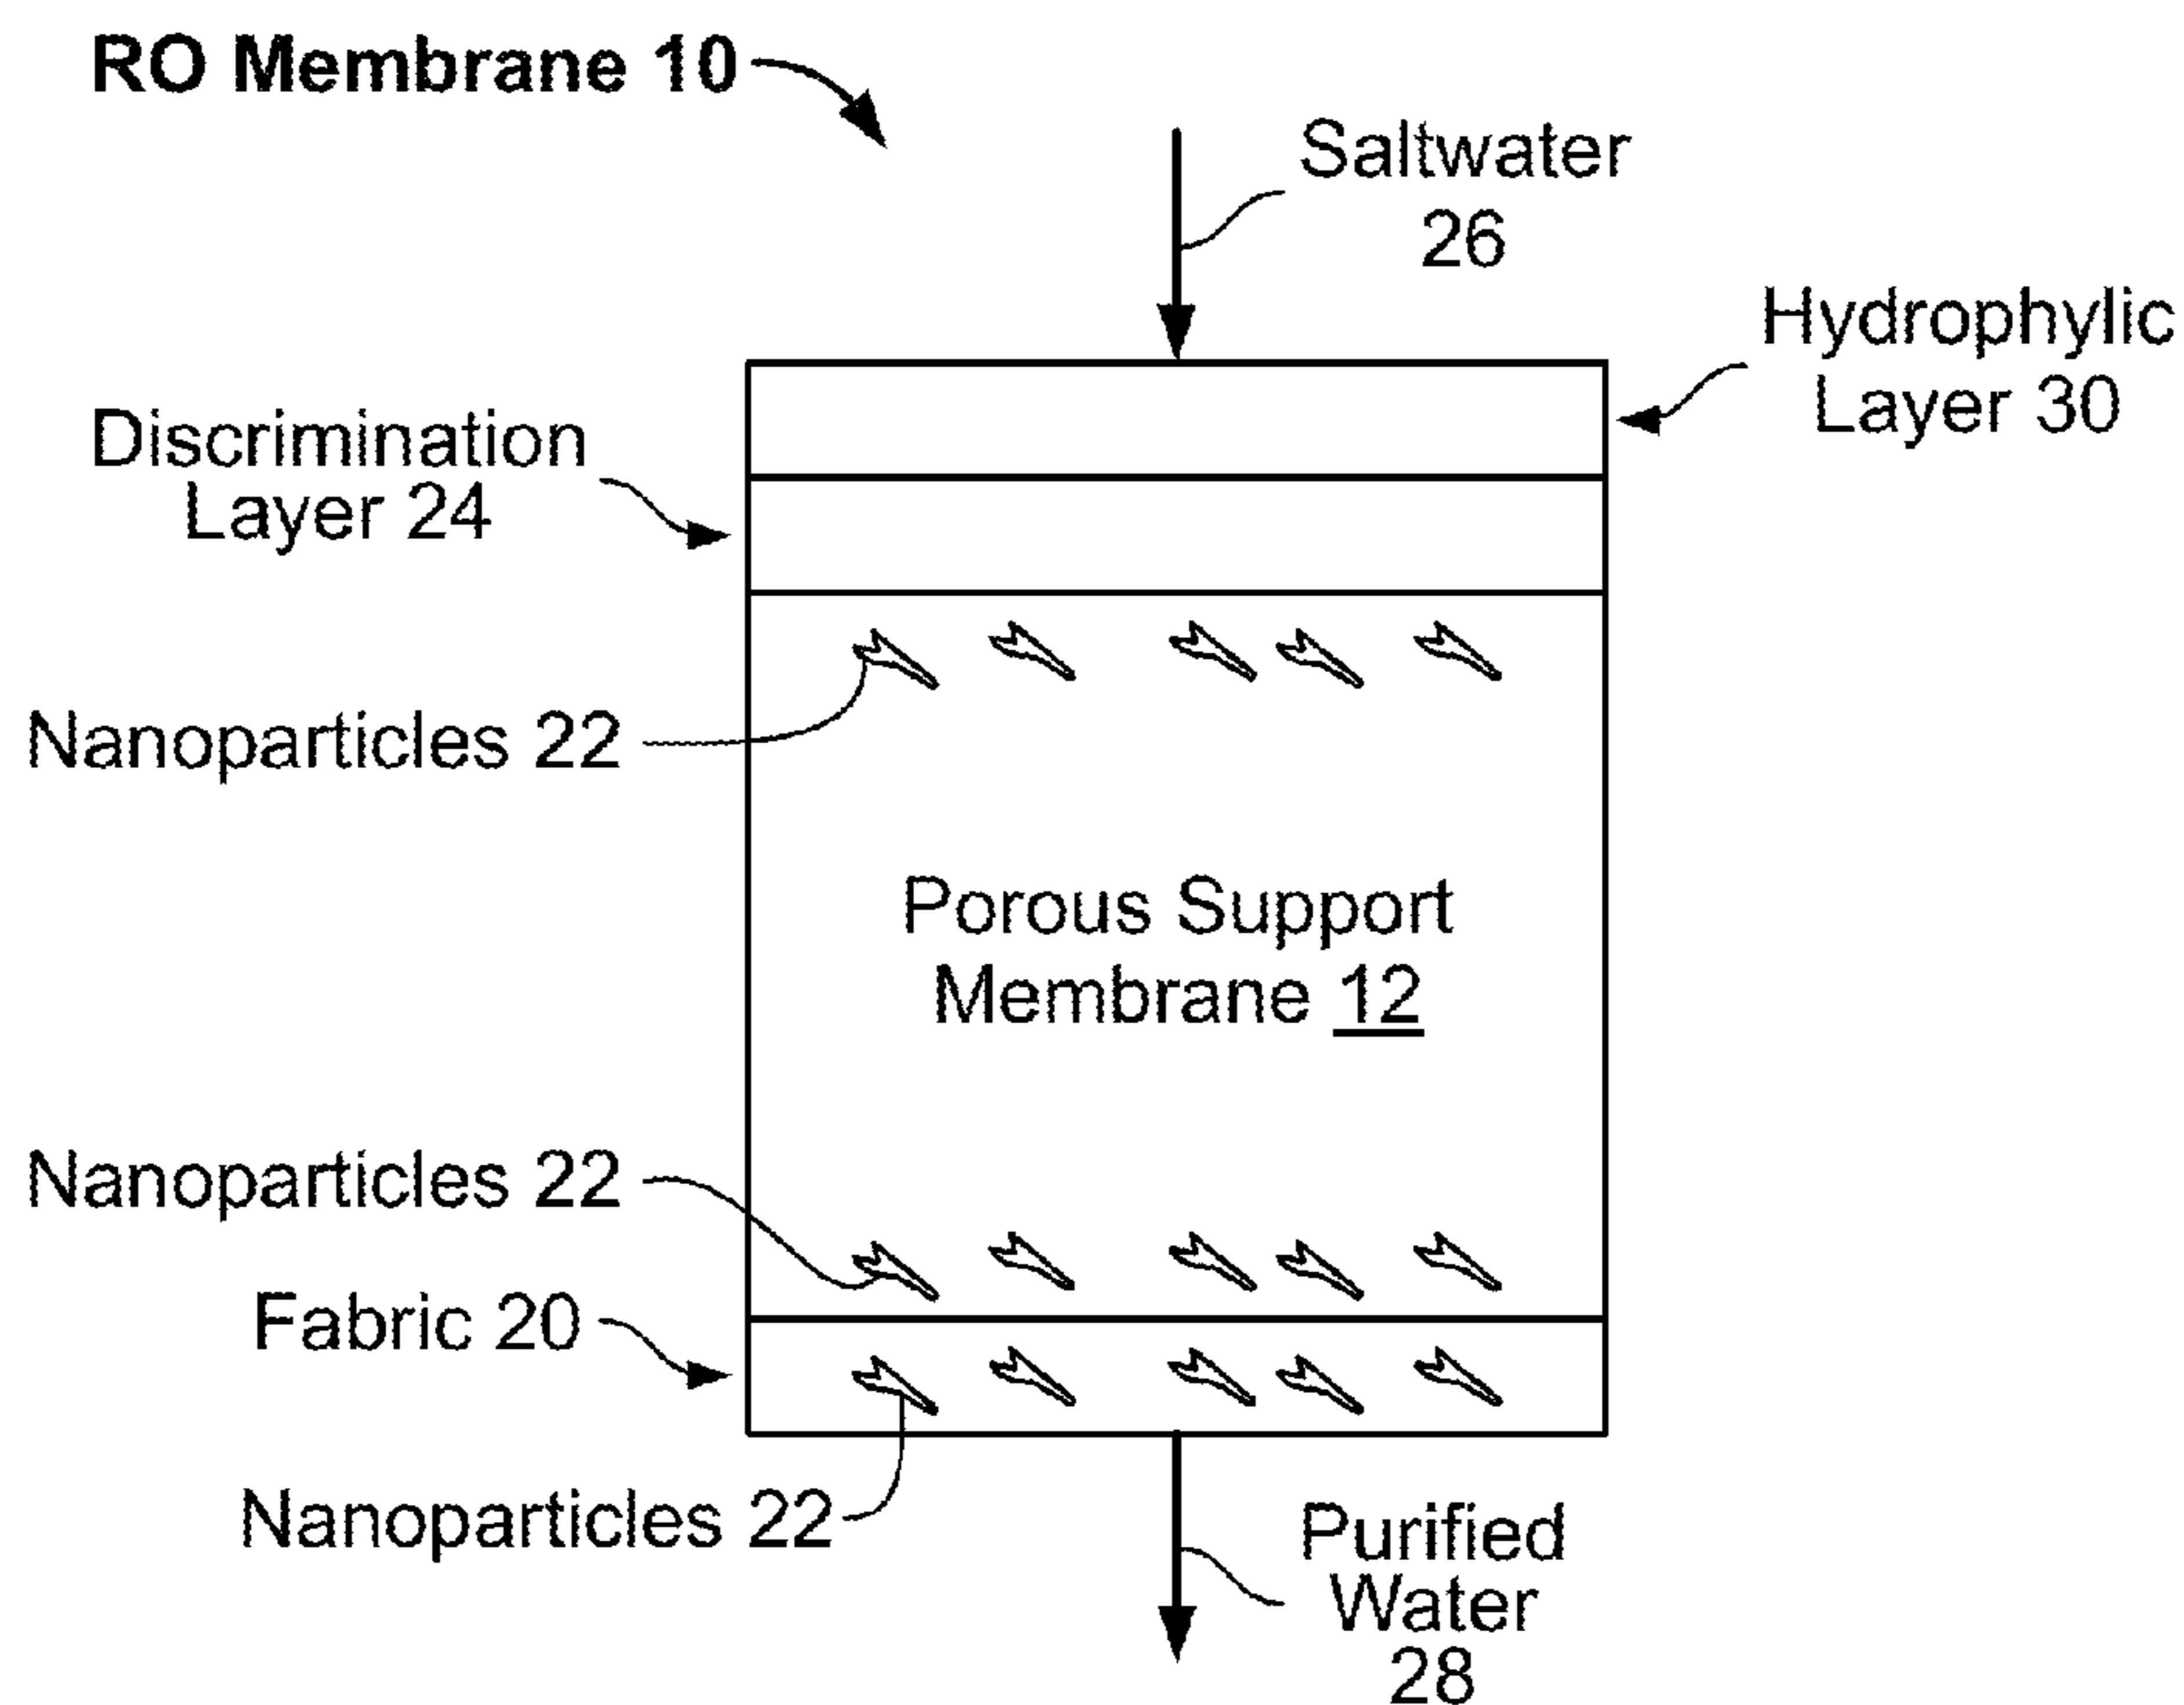 RO Membrane 10
Saltwater
26
Hydrophylic
Layer 30
Discrimination
Layer 24
Nanoparticles 22
Porous Support
Membrane 12
Nanoparticles 22
Fabric 20
Nanoparticles 22
Purified
Water
28